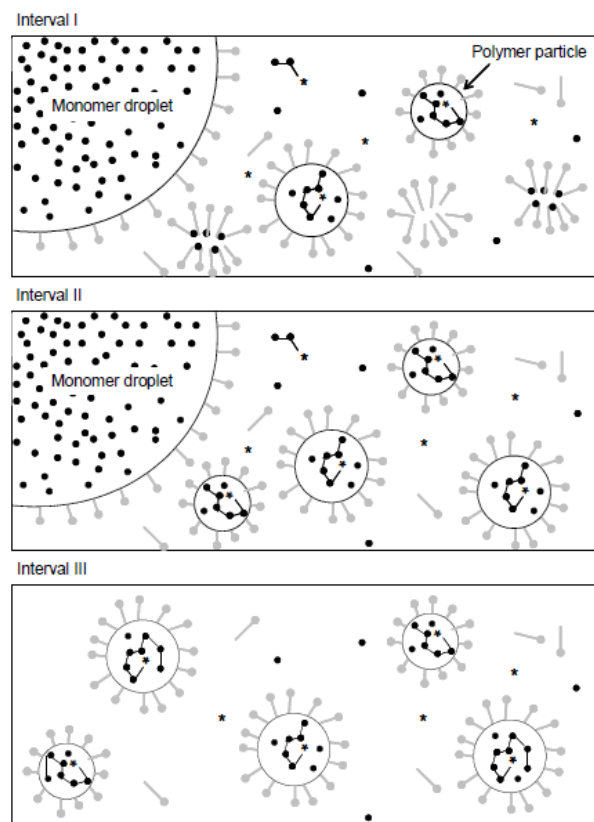 Interval I
Polymer particle
Monomer droplet
Interval II
Monomer droplet
Interval III